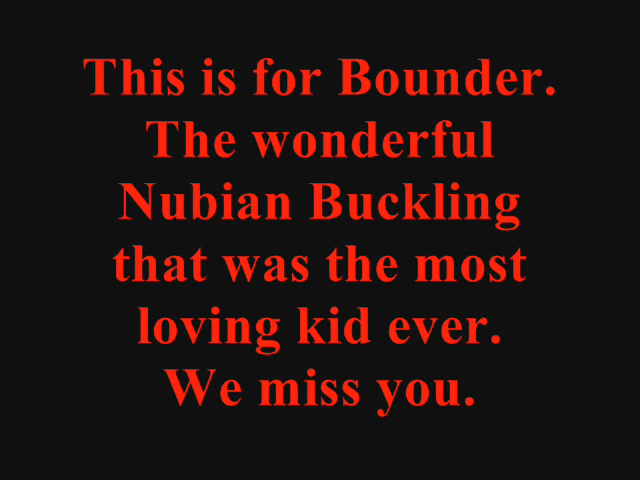 This is for Bounder.
The wonderful
Nubian Buckling
that was the most
loving kid ever.
We miss you.